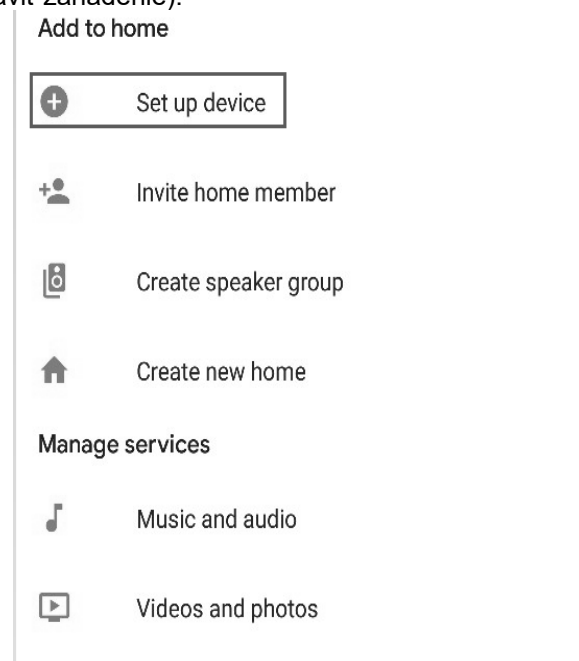 Add to home
Set up device
Invite home member
Create speaker group
Create new home
Manage services
Music and audio
Videos and photos